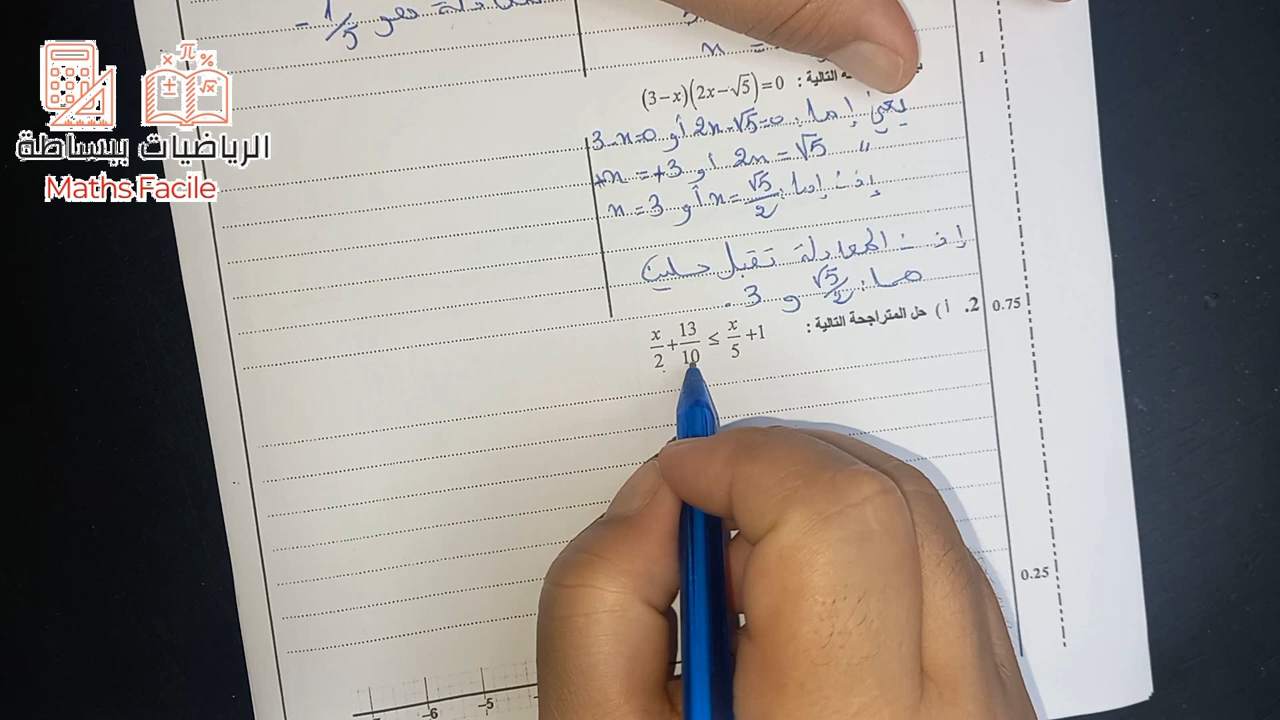 الرياضيات ببساطة
Maths Facile
1/5 -
التالية : (3−x)(2x−√5)=0
1
يعني إما: 2x-√5=0 أو 3-x=0
" 2x=√5 أو +x=+3
إذن إما: x=√5/2 أو x=3
إذن المعادلة تقبل حلين
هما: √5/2 و 3.
2. أ ) حل المتراجحة التالية : x/2 + 13/10 ≤ x/5 + 1
0.75
0.25
−6 −5